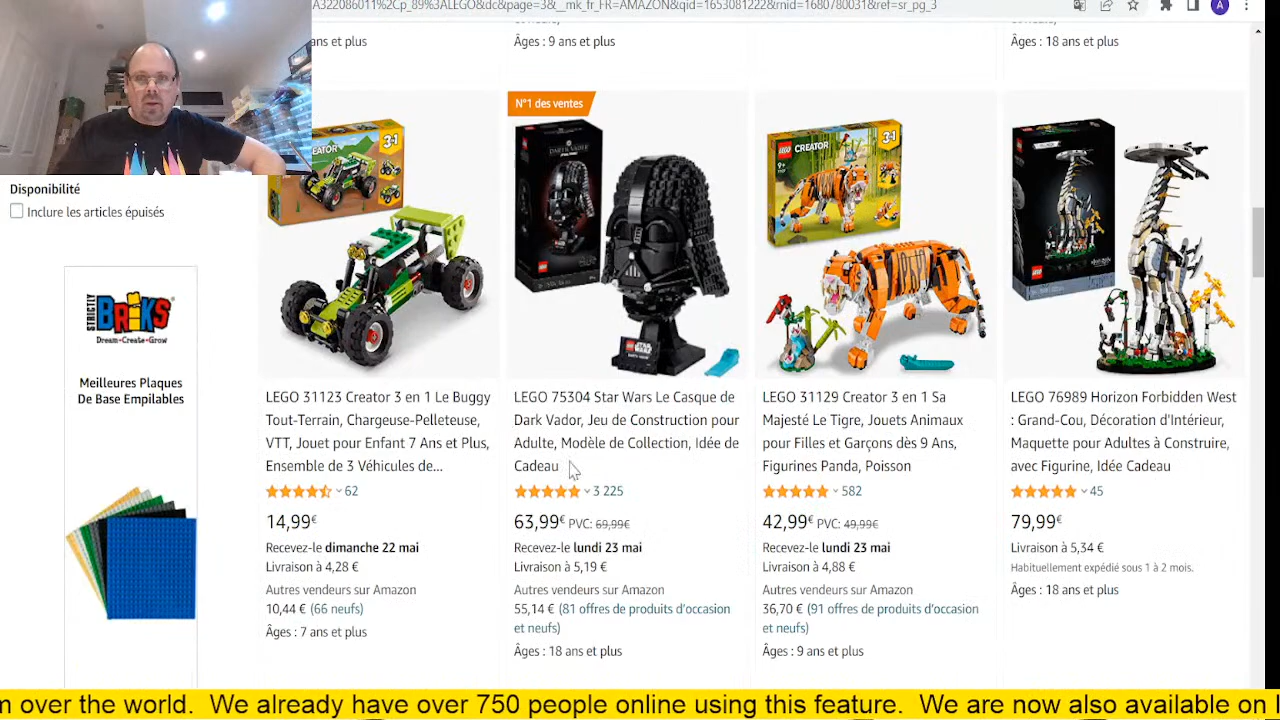 A322086011%2Cp_89%3ALEGO&dc&page=3&__mk_fr_FR=AMAZON&qid=1653081222&rnid=1680780031&ref=sr_pg_3
A
ans et plus
Âges : 9 ans et plus
Âges : 18 ans et plus
Disponibilité
Inclure les articles épuisés
STRICTLY
BRIKS
Dream·Create·Grow
Meilleures Plaques
De Base Empilables
CREATOR
3in1
LEGO 31123 Creator 3 en 1 Le Buggy
Tout-Terrain, Chargeuse-Pelleteuse,
VTT, Jouet pour Enfant 7 Ans et Plus,
Ensemble de 3 Véhicules de...
62
14,99€
Recevez-le dimanche 22 mai
Livraison à 4,28 €
Autres vendeurs sur Amazon
10,44 € (66 neufs)
Âges : 7 ans et plus
N°1 des ventes
DARTH VADER
STAR WARS
LEGO 75304 Star Wars Le Casque de
Dark Vador, Jeu de Construction pour
Adulte, Modèle de Collection, Idée de
Cadeau
3 225
63,99€ PVC: 69,99€
Recevez-le lundi 23 mai
Livraison à 5,19 €
Autres vendeurs sur Amazon
55,14 € (81 offres de produits d'occasion
et neufs)
Âges : 18 ans et plus
LEGO
CREATOR
3in1
LEGO 31129 Creator 3 en 1 Sa
Majesté Le Tigre, Jouets Animaux
pour Filles et Garçons dès 9 Ans,
Figurines Panda, Poisson
582
42,99€ PVC: 49,99€
Recevez-le lundi 23 mai
Livraison à 4,88 €
Autres vendeurs sur Amazon
36,70 € (91 offres de produits d'occasion
et neufs)
Âges : 9 ans et plus
LEGO 76989 Horizon Forbidden West
: Grand-Cou, Décoration d'Intérieur,
Maquette pour Adultes à Construire,
avec Figurine, Idée Cadeau
45
79,99€
Livraison à 5,34 €
Habituellement expédié sous 1 à 2 mois.
Âges : 18 ans et plus
m over the world. We already have over 750 people online using this feature. We are now also available on